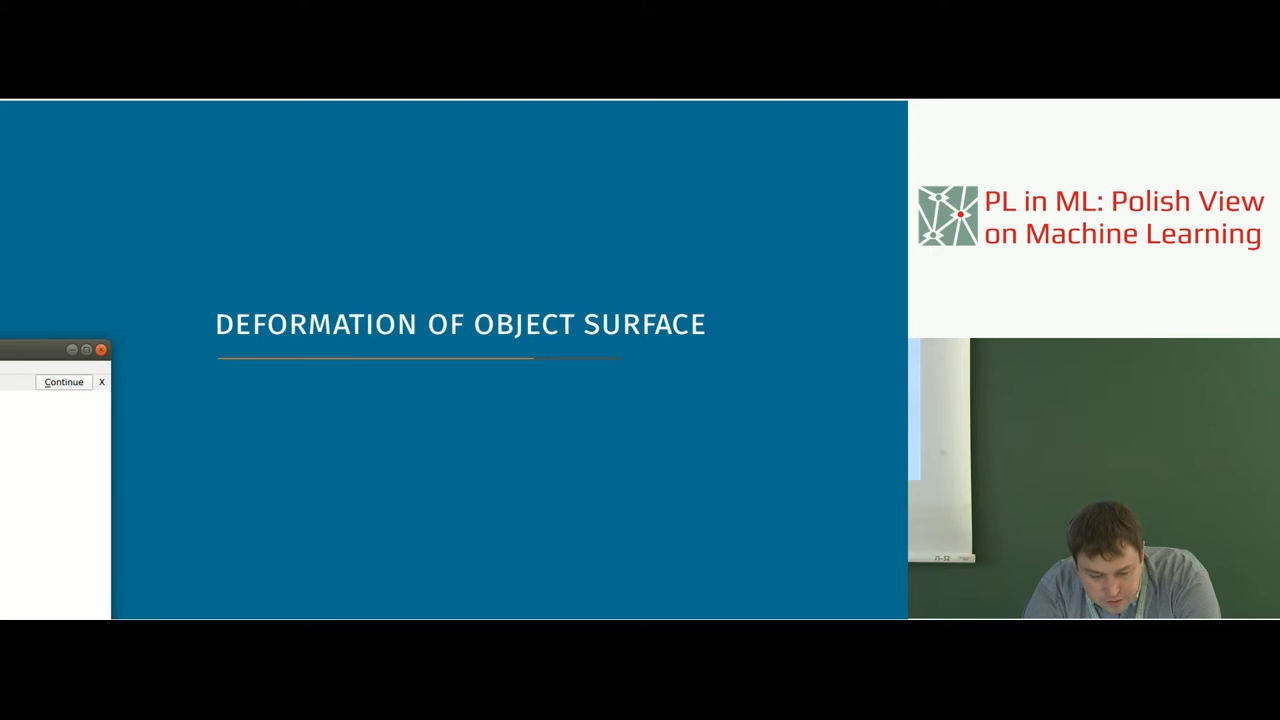 DEFORMATION OF OBJECT SURFACE
Continue X
PL in ML: Polish View
on Machine Learning